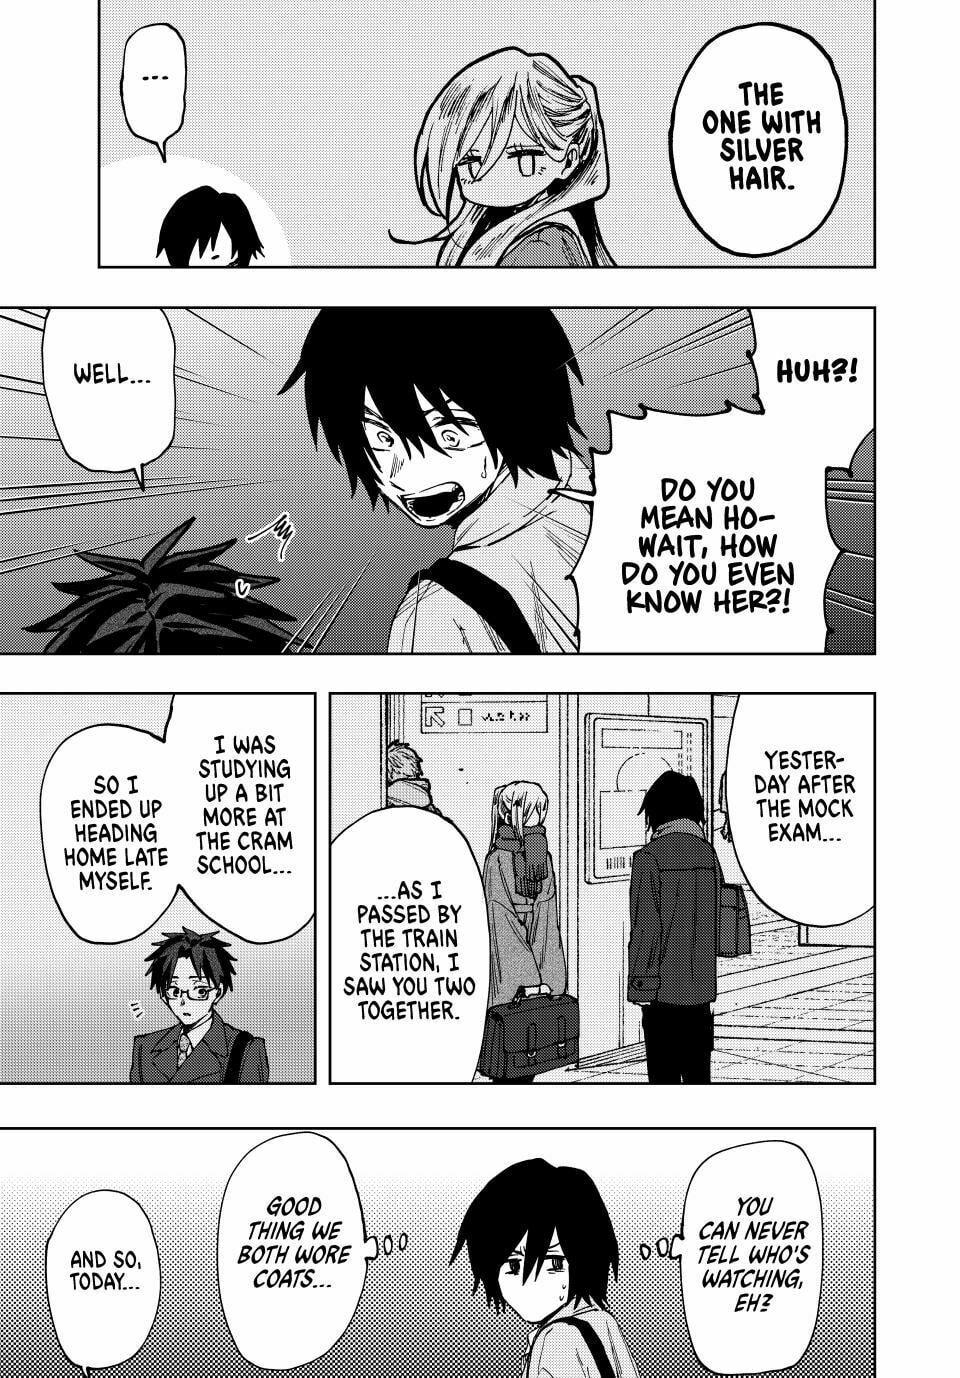 THE
ONE WITH
SILVER
HAIR.
...
HUH?!
DO YOU
MEAN HO-
WAIT, HOW
DO YOU EVEN
KNOW HER?!
WELL...
YESTER-
DAY AFTER
THE MOCK
EXAM...
...AS I
PASSED BY
THE TRAIN
STATION, I
SAW YOU TWO
TOGETHER.
I WAS
STUDYING
UP A BIT
MORE AT
THE CRAM
SCHOOL...
SO I
ENDED UP
HEADING
HOME LATE
MYSELF.
YOU
CAN NEVER
TELL WHO'S
WATCHING,
EH?
GOOD
THING WE
BOTH WORE
COATS...
AND SO,
TODAY...